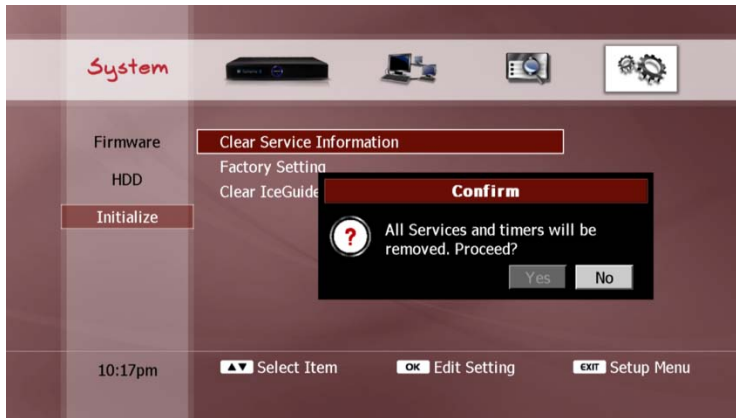 System
Firmware
HDD
Initialize
Clear Service Information
Factory Setting
Clear IceGuide
Confirm
?
All Services and timers will be
removed. Proceed?
Yes
No
10:17pm
▲▼ Select Item
OK Edit Setting
EXIT Setup Menu